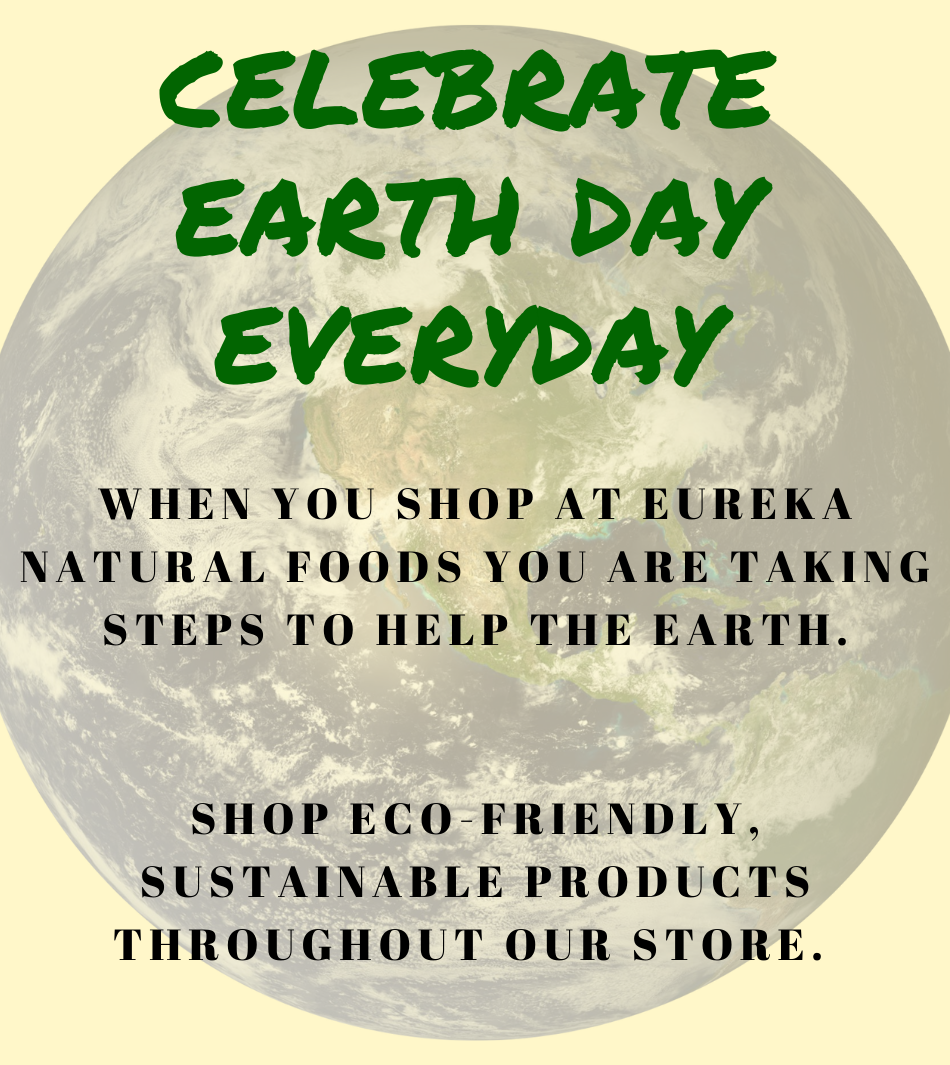 CELEBRATE
EARTH DAY
EVERYDAY
WHEN YOU SHOP AT EUREKA
NATURAL FOODS YOU ARE TAKING
STEPS TO HELP THE EARTH.
SHOP ECO-FRIENDLY,
SUSTAINABLE PRODUCTS
THROUGHOUT OUR STORE.